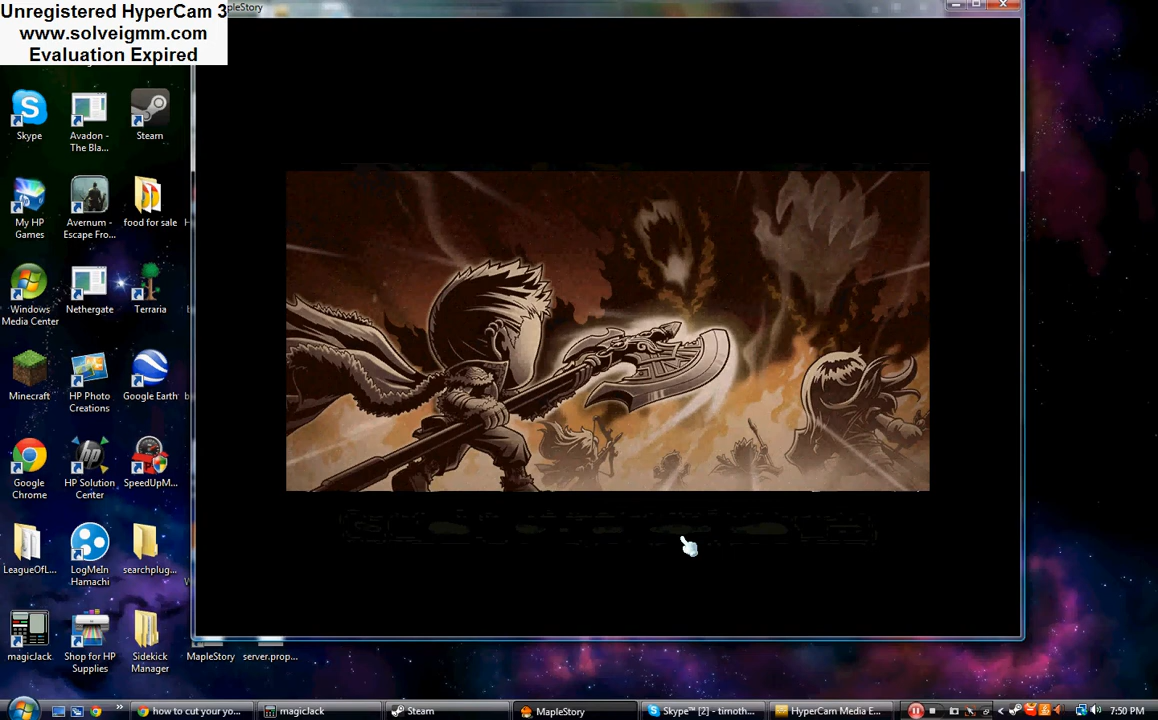 Unregistered HyperCam 3
www.solveigmm.com
Evaluation Expired
MapleStory
Skype
Avadon -
The Bla...
Steam
My HP
Games
Avernum -
Escape Fro...
food for sale
Windows
Media Center
Nethergate
Terraria
Minecraft
HP Photo
Creations
Google Earth
Google
Chrome
HP Solution
Center
SpeedUpM...
LeagueOfL...
LogMeIn
Hamachi
searchplug...
magicJack
Shop for HP
Supplies
Sidekick
Manager
MapleStory
server.prop...
how to cut your yo...
magicJack
Steam
MapleStory
Skype™ [2] - timoth...
HyperCam Media E...
7:50 PM